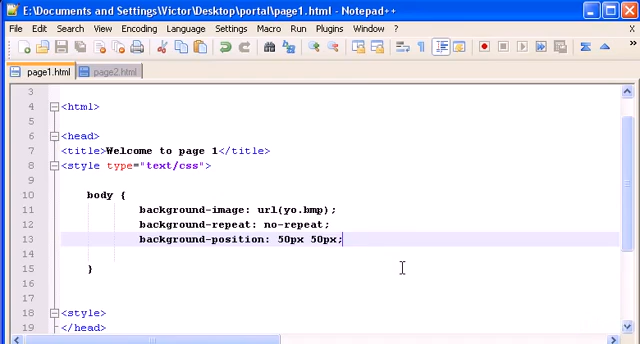 E:\Documents and Settings\Victor\Desktop\portal\page1.html - Notepad++
File Edit Search View Encoding Language Settings Macro Run Plugins Window ? X
page1.html page2.html
3
4 <html>
5
6 <head>
7 <title>Welcome to page 1</title>
8 <style type="text/css">
9
10 body {
11 background-image: url(yo.bmp);
12 background-repeat: no-repeat;
13 background-position: 50px 50px;
14
15 }
16
17
18 <style>
19 </head>